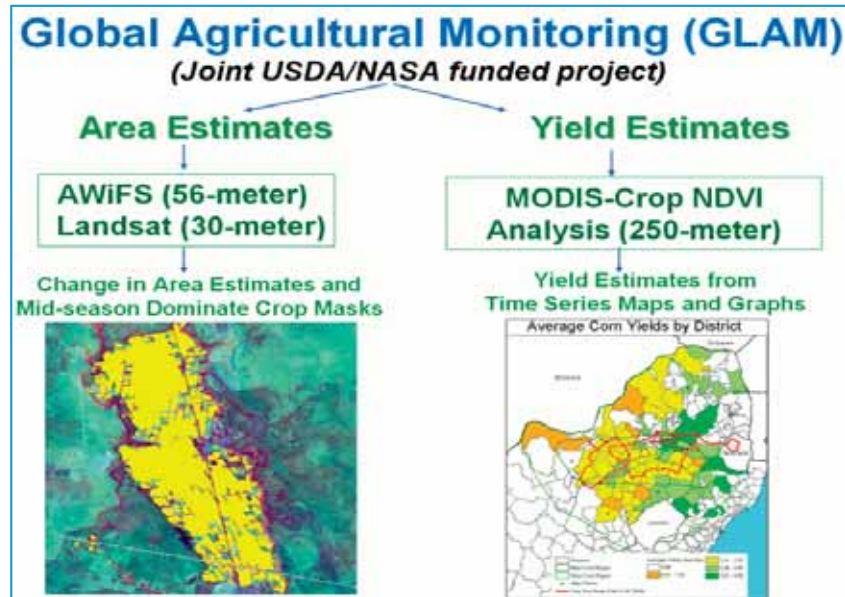 Global Agricultural Monitoring (GLAM)
(Joint USDA/NASA funded project)
Area Estimates
AWiFS (56-meter)
Landsat (30-meter)
Change in Area Estimates and
Mid-season Dominate Crop Masks
Yield Estimates
MODIS-Crop NDVI
Analysis (250-meter)
Yield Estimates from
Time Series Maps and Graphs
Average Corn Yields by District